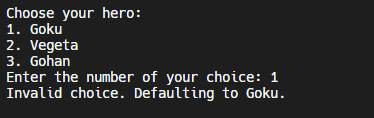 Choose your hero:
1. Goku
2. Vegeta
3. Gohan
Enter the number of your choice: 1
Invalid choice. Defaulting to Goku.